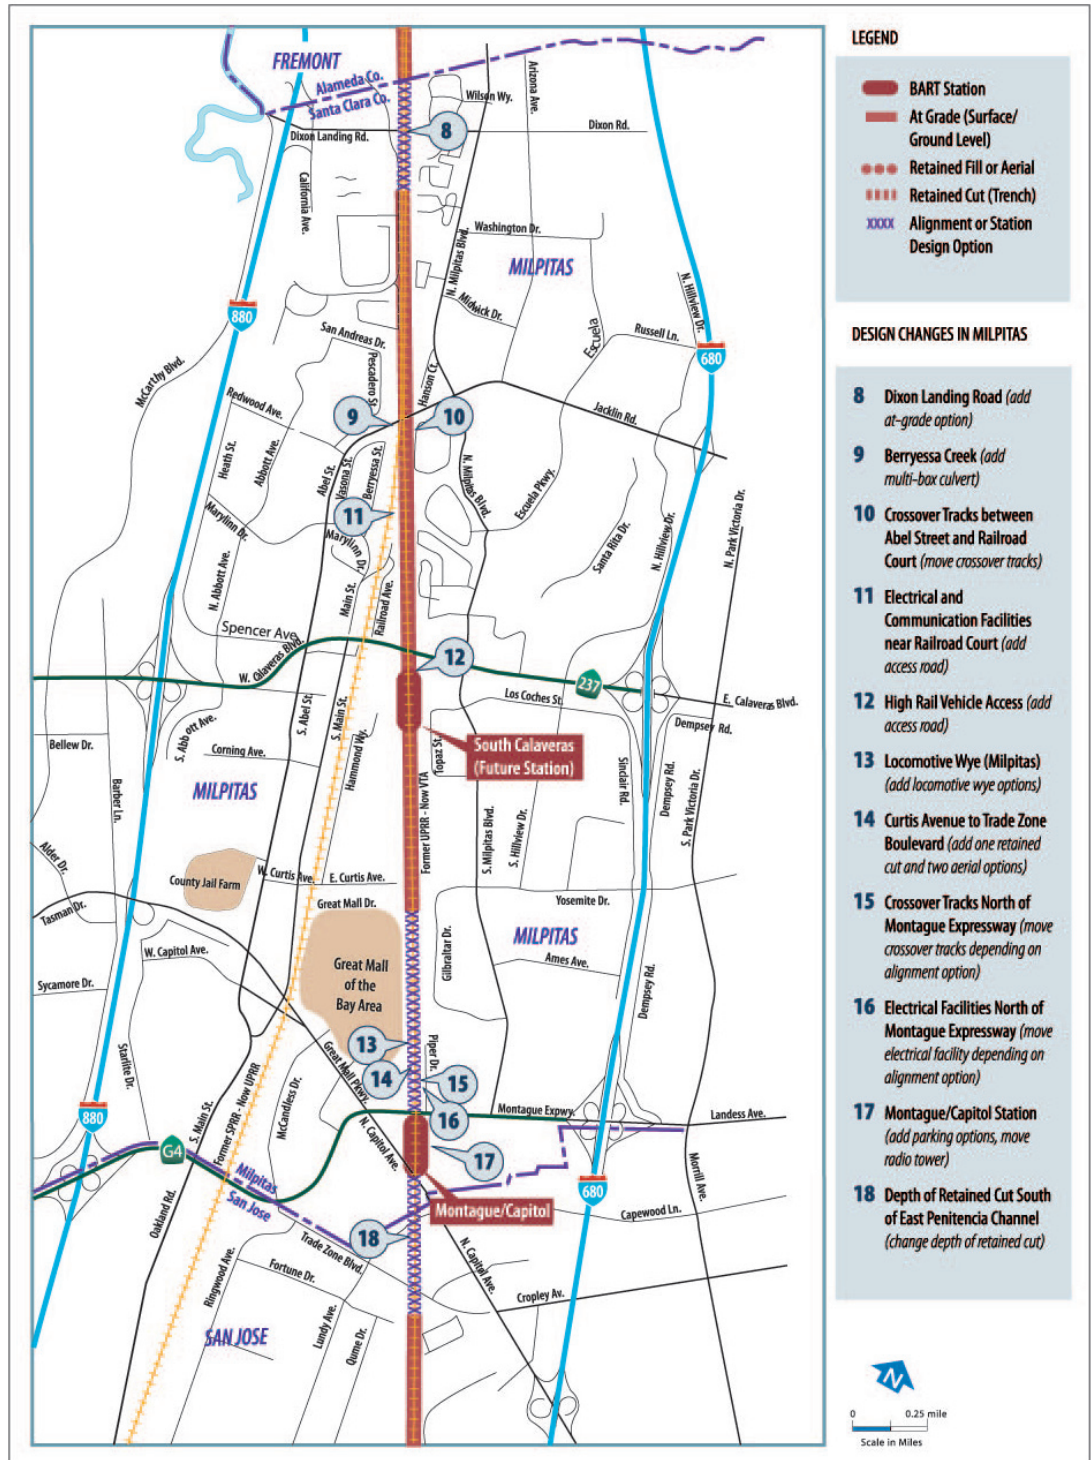 FREMONT
Alameda Co.
Santa Clara Co.
Wilson Wy.
Arizona Ave.
Dixon Landing Rd.
8
Dixon Rd.
California Ave.
Washington Dr.
N. Milpitas Blvd.
MILPITAS
N. Hillview Dr.
Midwick Dr.
Escuela
Russell Ln.
880
680
San Andreas Dr.
McCarthy Blvd.
Pescadero St
Hanson Ct.
Redwood Ave.
9
10
Jacklin Rd.
Heath St.
Abbott Ave.
Abel St.
Vasona St.
Berryessa St.
N. Milpitas Blvd.
Escuela Pkwy.
N. Park Victoria Dr.
11
Marylinn Dr.
Marylinn Dr.
Santa Rita Dr.
N. Hillview Dr.
N. Abbott Ave.
Main St.
Railroad Ave.
Spencer Ave
W. Calaveras Blvd.
12
237
Los Coches St.
E. Calaveras Blvd.
Dempsey Rd.
S. Abbott Ave.
S. Abel St.
S. Main St.
Bellew Dr.
Corning Ave.
Hammond Wy.
South Calaveras
(Future Station)
Topaz St.
Sinclair Rd.
Dempsey Rd.
S. Park Victoria Dr.
MILPITAS
Barber Ln.
Former UPRR - Now VTA
S. Milpitas Blvd.
S. Hillview Dr.
Alder Dr.
County Jail Farm
W. Curtis Ave.
E. Curtis Ave.
Tasman Dr.
Great Mall Dr.
Yosemite Dr.
W. Capitol Ave.
Great Mall
of the
Bay Area
Gilbraltar Dr.
MILPITAS
Ames Ave.
Sycamore Dr.
Dempsey Rd.
13
Piper Dr.
Starlite Dr.
Great Mall Pkwy.
14
15
16
880
S. Main St.
Former SPRR - Now UPRR
McCandless Dr.
N. Capitol Ave.
Montague Expwy.
Landess Ave.
G4
Milpitas
San Jose
17
Morrill Ave.
680
Oakland Rd.
Montague/Capitol
Capewood Ln.
18
Trade Zone Blvd.
N. Capitol Ave.
Ringwood Ave.
Fortune Dr.
Cropley Av.
SAN JOSE
Lundy Ave.
Qume Dr.
LEGEND
BART Station
At Grade (Surface/
Ground Level)
Retained Fill or Aerial
Retained Cut (Trench)
Alignment or Station
Design Option
DESIGN CHANGES IN MILPITAS
8 Dixon Landing Road (add
at-grade option)
9 Berryessa Creek (add
multi-box culvert)
10 Crossover Tracks between
Abel Street and Railroad
Court (move crossover tracks)
11 Electrical and
Communication Facilities
near Railroad Court (add
access road)
12 High Rail Vehicle Access (add
access road)
13 Locomotive Wye (Milpitas)
(add locomotive wye options)
14 Curtis Avenue to Trade Zone
Boulevard (add one retained
cut and two aerial options)
15 Crossover Tracks North of
Montague Expressway (move
crossover tracks depending on
alignment option)
16 Electrical Facilities North of
Montague Expressway (move
electrical facility depending on
alignment option)
17 Montague/Capitol Station
(add parking options, move
radio tower)
18 Depth of Retained Cut South
of East Penitencia Channel
(change depth of retained cut)
N
0 0.25 mile
Scale in Miles